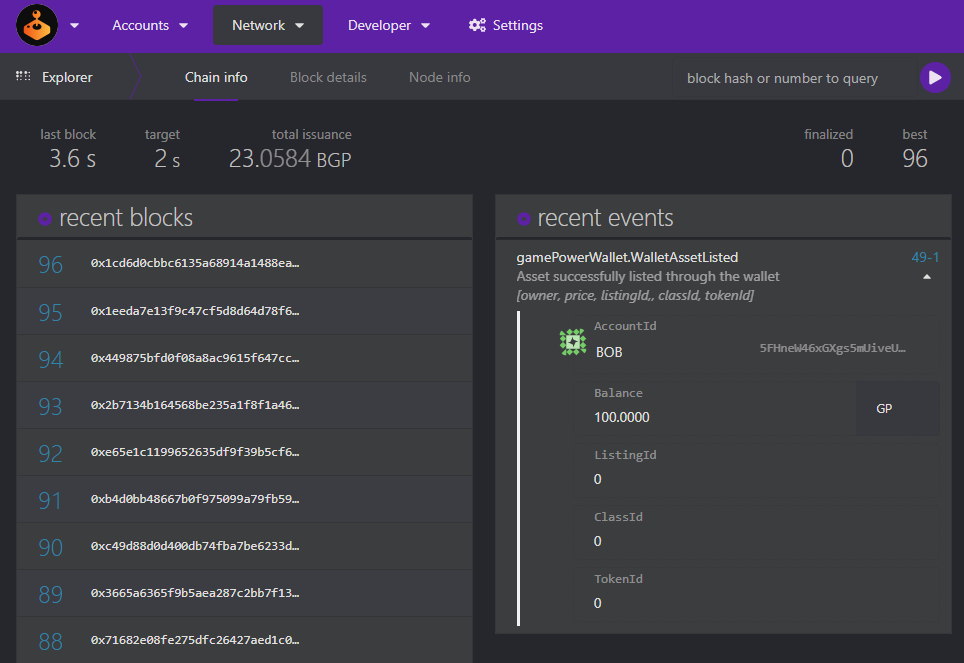 Accounts Network Developer Settings
Explorer Chain info Block details Node info block hash or number to query
last block target total issuance finalized best
3.6 s 2 s 23.0584 BGP 0 96
recent blocks
96 0x1cd6d0cbbc6135a68914a1488ea…
95 0x1eeda7e13f9c47cf5d8d64d78f6…
94 0x449875bfd0f08a8ac9615f647cc…
93 0x2b7134b164568be235a1f8f1a46…
92 0xe65e1c1199652635df9f39b5cf6…
91 0xb4d0bb48667b0f975099a79fb59…
90 0xc49d88d0d400db74fba7be6233d…
89 0x3665a6365f9b5aea287c2bb7f13…
88 0x71682e08fe275dfc26427aed1c0…
recent events
gamePowerWallet.WalletAssetListed 49-1
Asset successfully listed through the wallet
[owner, price, listingId,, classId, tokenId]
AccountId
BOB 5FHneW46xGXgs5mUiveU…
Balance
100.0000 GP
ListingId
0
ClassId
0
TokenId
0